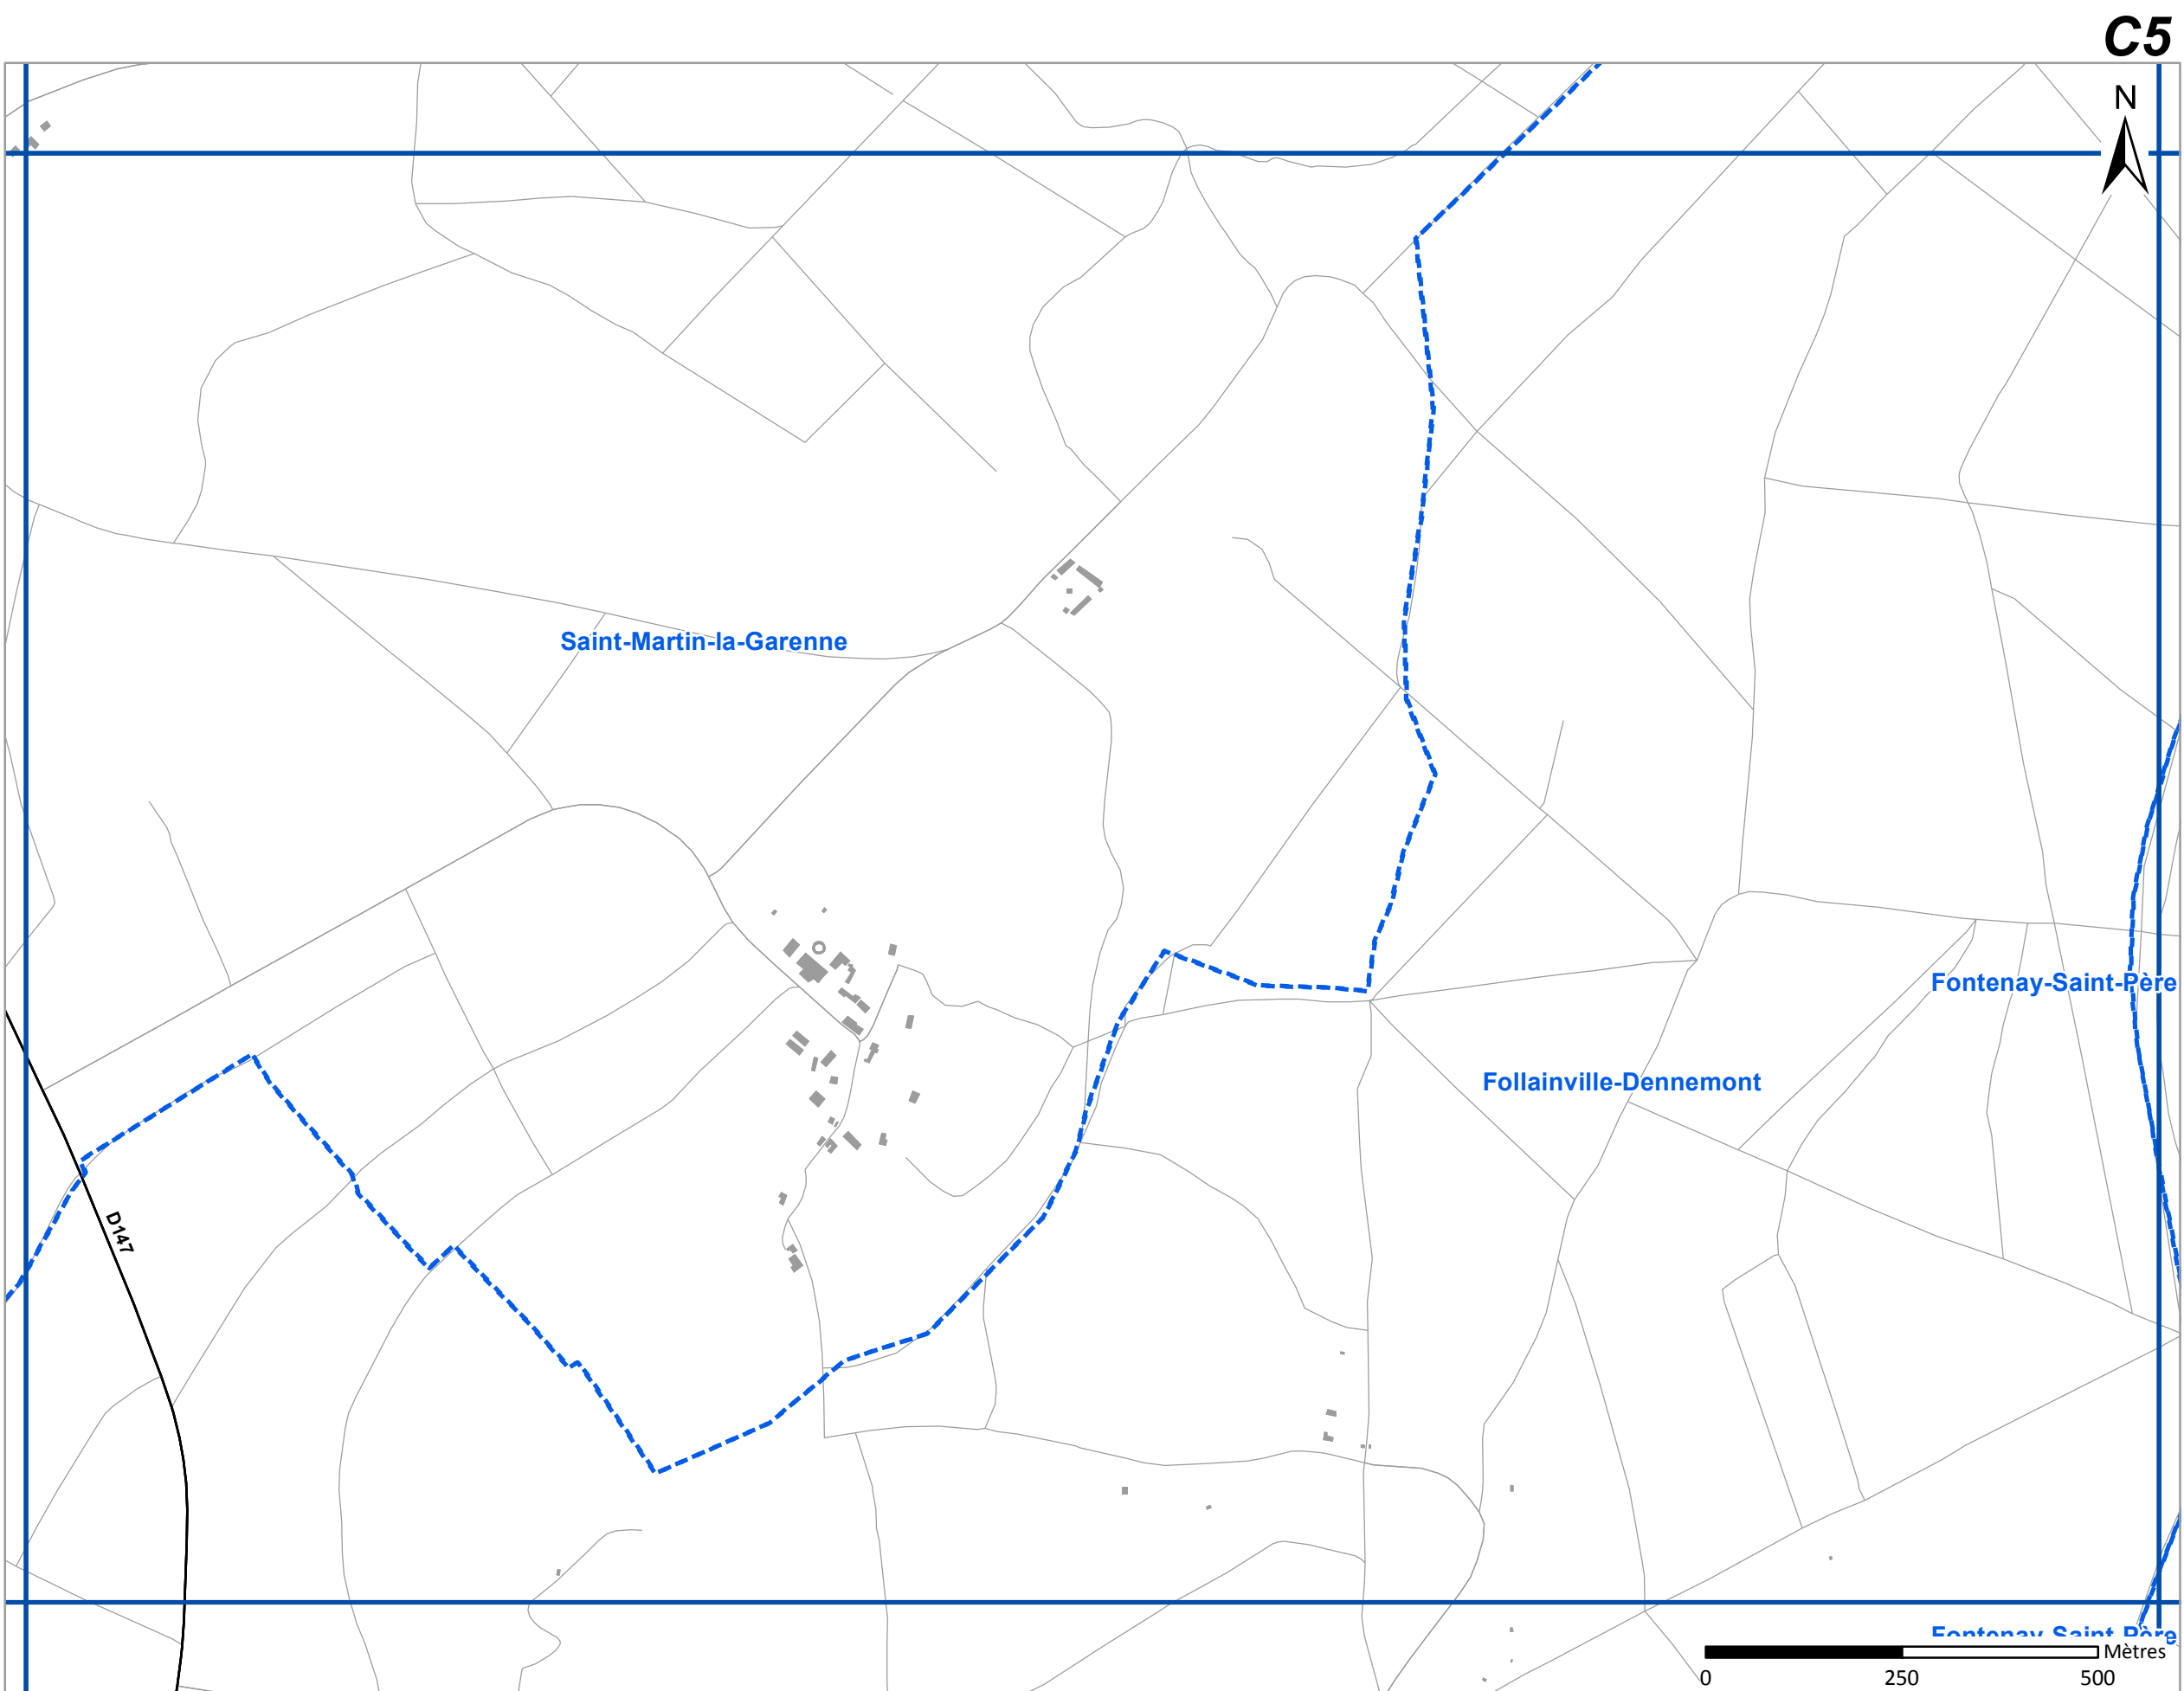 C5
N
Saint-Martin-la-Garenne
Fontenay-Saint-Père
Follainville-Dennemont
D147
Fontenay-Saint-Père
Mètres
0 250 500